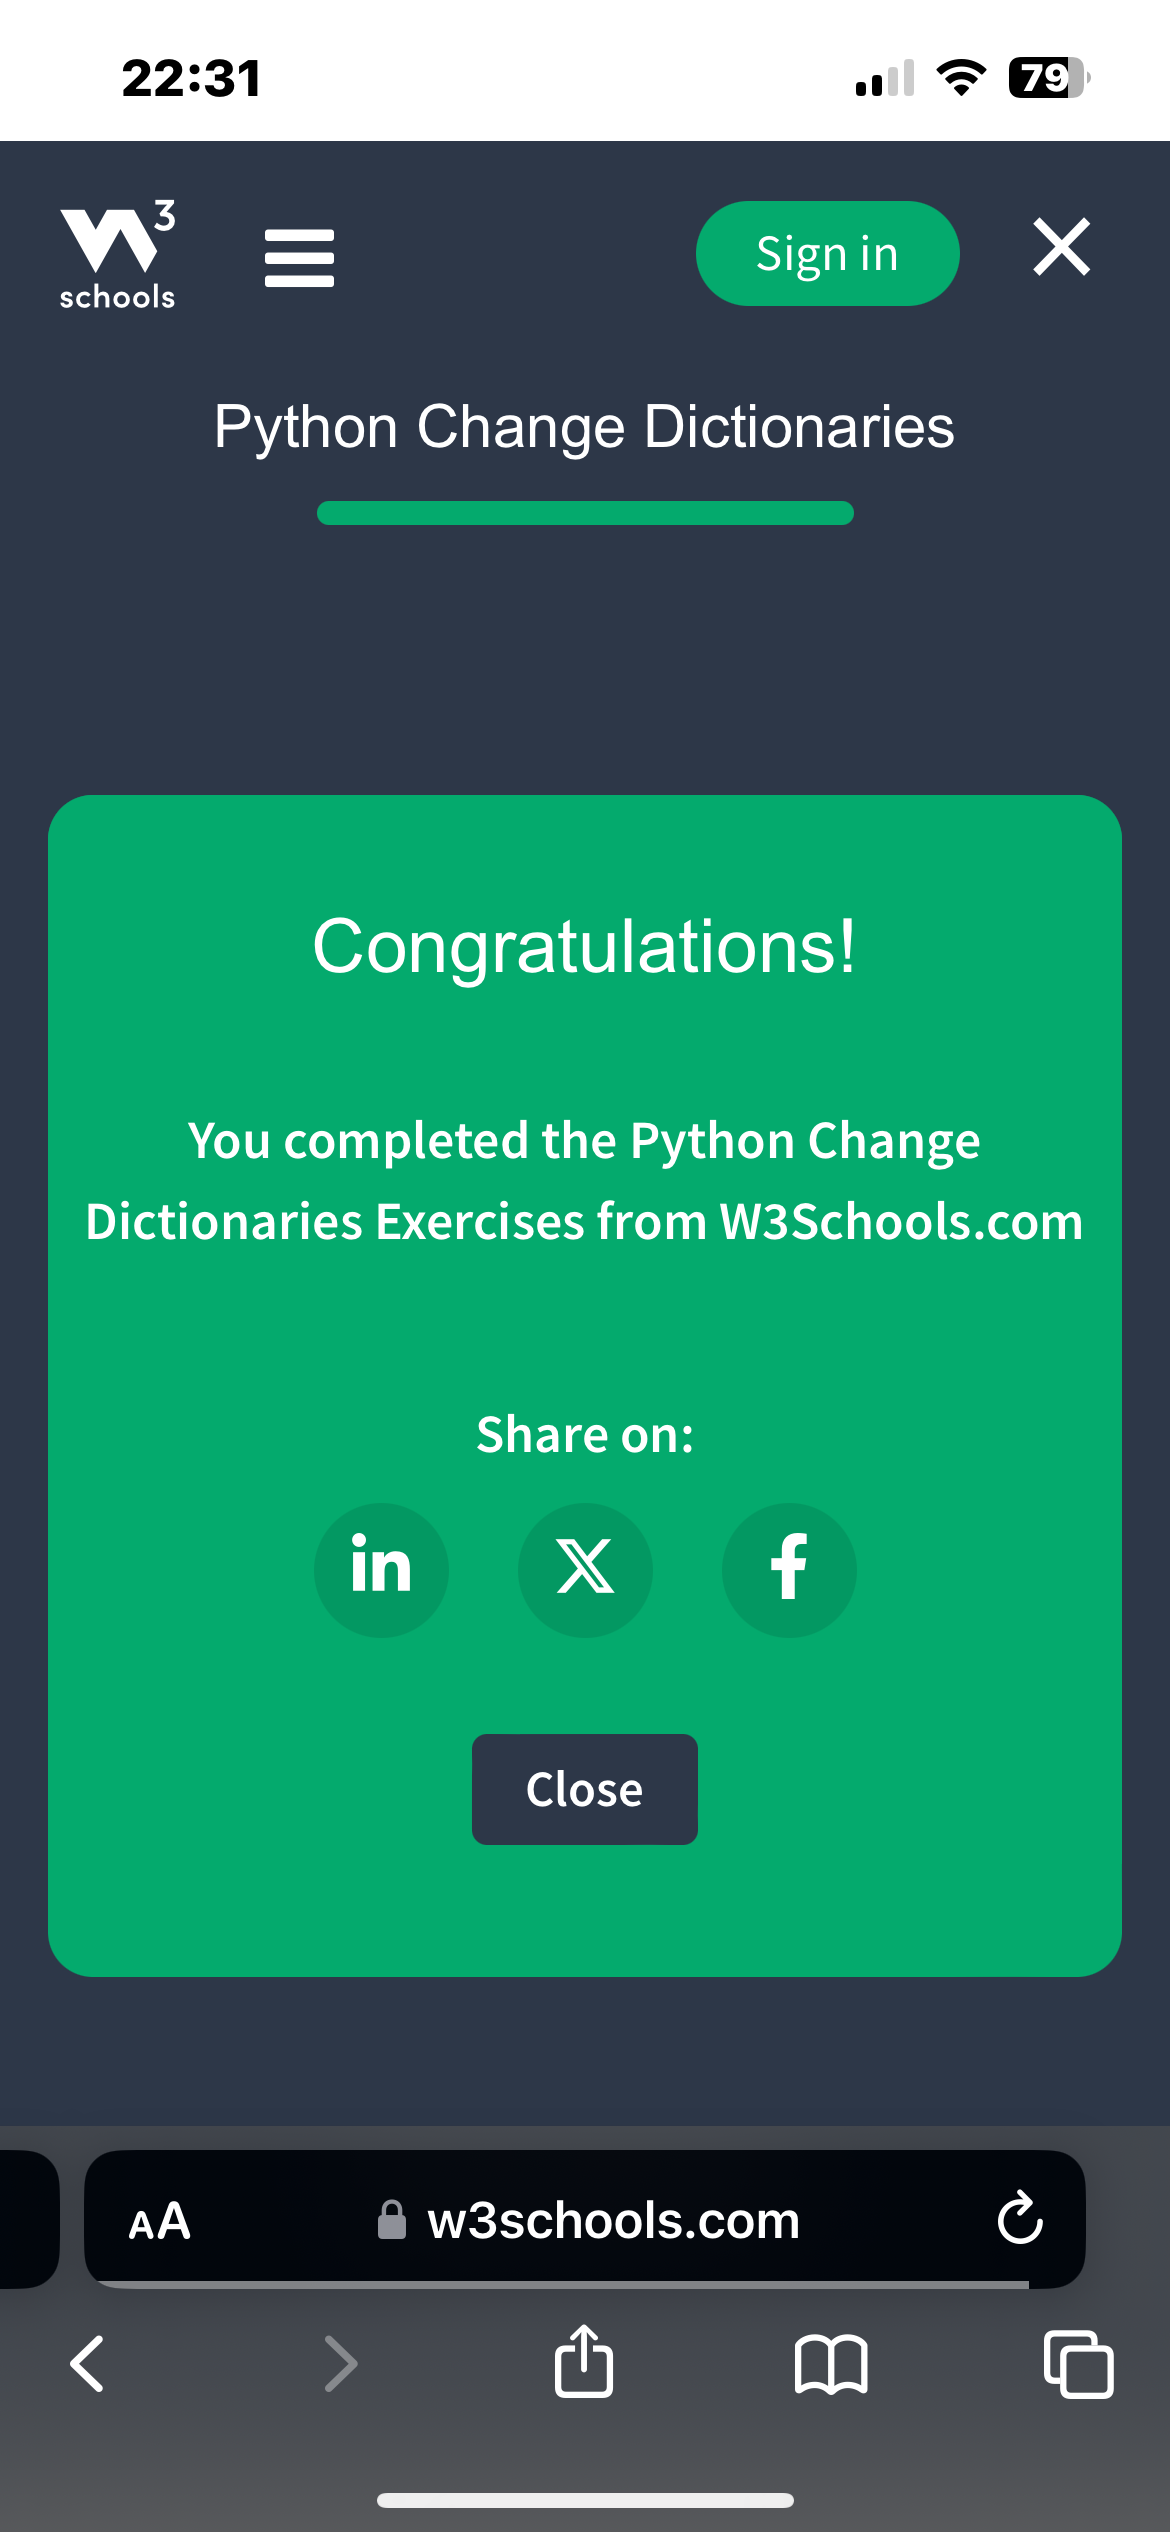 22:31
79
W3
schools
Sign in
Python Change Dictionaries
Congratulations!
You completed the Python Change
Dictionaries Exercises from W3Schools.com
Share on:
in
X
f
Close
AA
w3schools.com